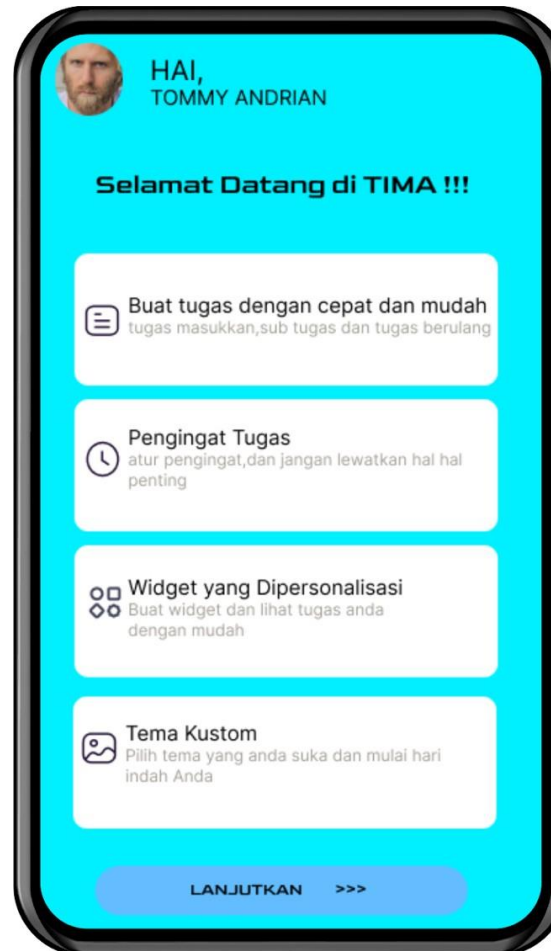 HAI,
TOMMY ANDRIAN
Selamat Datang di TIMA !!!
Buat tugas dengan cepat dan mudah
tugas masukkan,sub tugas dan tugas berulang
Pengingat Tugas
atur pengingat,dan jangan lewatkan hal hal
penting
Widget yang Dipersonalisasi
Buat widget dan lihat tugas anda
dengan mudah
Tema Kustom
Pilih tema yang anda suka dan mulai hari
indah Anda
LANJUTKAN >>>